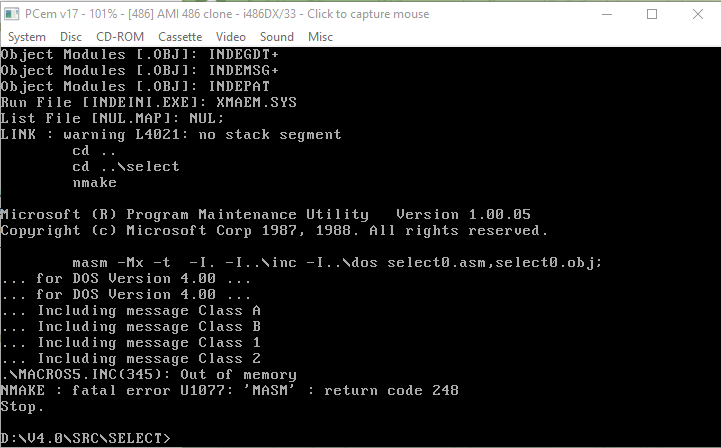 PCem v17 - 101% - [486] AMI 486 clone - i486DX/33 - Click to capture mouse
System Disc CD-ROM Cassette Video Sound Misc
Object Modules [.OBJ]: INDEGDT+
Object Modules [.OBJ]: INDEMSG+
Object Modules [.OBJ]: INDEPAT
Run File [INDEINI.EXE]: XMAEM.SYS
List File [NUL.MAP]: NUL;
LINK : warning L4021: no stack segment
cd ..
cd ..\select
nmake
Microsoft (R) Program Maintenance Utility   Version 1.00.05
Copyright (c) Microsoft Corp 1987, 1988. All rights reserved.
masm -Mx -t  -I. -I..\inc -I..\dos select0.asm,select0.obj;
... for DOS Version 4.00 ...
... for DOS Version 4.00 ...
... Including message Class A
... Including message Class B
... Including message Class 1
... Including message Class 2
.\MACROS5.INC(345): Out of memory
NMAKE : fatal error U1077: 'MASM' : return code 248
Stop.
D:\V4.0\SRC\SELECT>